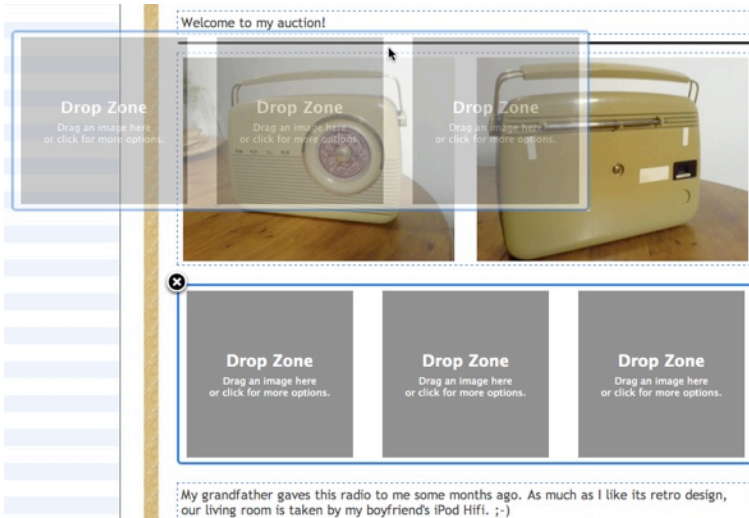 Welcome to my auction!
Drop Zone
Drag an image here
or click for more options.
Drop Zone
Drag an image here
or click for more options.
Drop Zone
Drag an image here
or click for more options.
Drop Zone
Drag an image here
or click for more options.
Drop Zone
Drag an image here
or click for more options.
Drop Zone
Drag an image here
or click for more options.
My grandfather gaves this radio to me some months ago. As much as I like its retro design,
our living room is taken by my boyfriend's iPod Hifi. ;-)